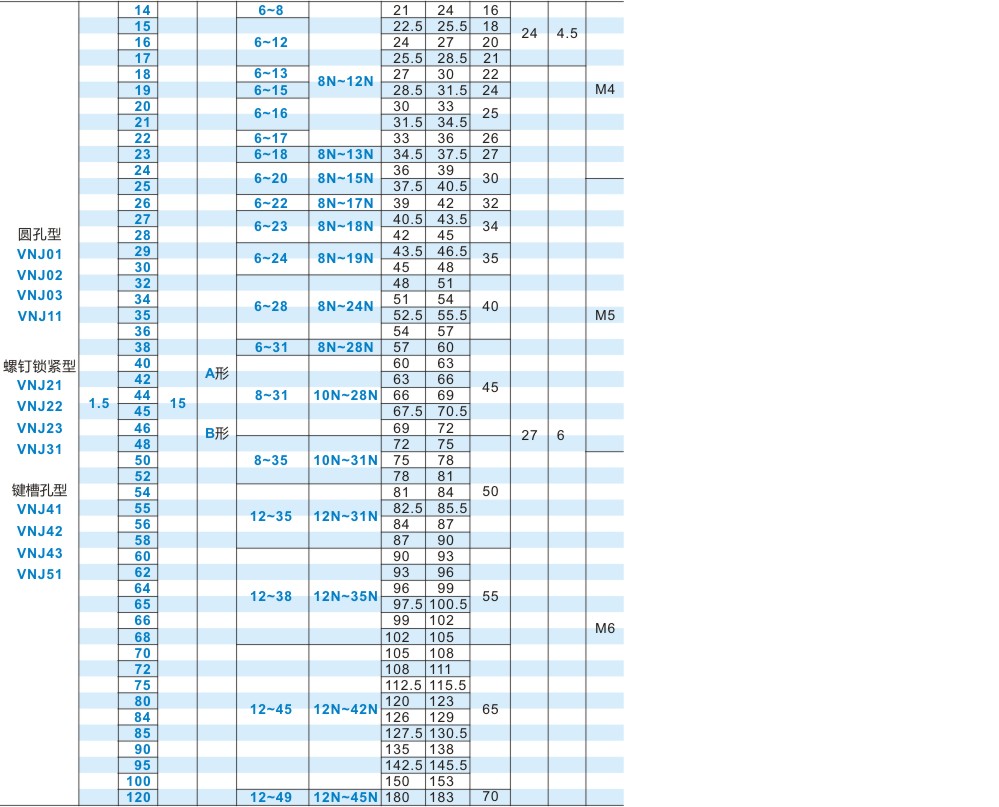 14 6~8 21 24 16
15 22.5 25.5 18
24 4.5
16 6~12 24 27 20
17 25.5 28.5 21
18 6~13 27 30 22
8N~12N
19 6~15 28.5 31.5 24 M4
20 30 33
6~16 25
21 31.5 34.5
22 6~17 33 36 26
23 6~18 8N~13N 34.5 37.5 27
24 36 39
6~20 8N~15N 30
25 37.5 40.5
26 6~22 8N~17N 39 42 32
27 40.5 43.5
6~23 8N~18N 34
圆孔型 28 42 45
VNJ01 29 43.5 46.5
6~24 8N~19N 35
30 45 48
VNJ02
32 48 51
VNJ03 34 51 54
6~28 8N~24N 40
VNJ11 35 52.5 55.5 M5
36 54 57
38 6~31 8N~28N 57 60
螺钉锁紧型 40 60 63
A形
VNJ21 42 63 66 45
44 8~31 10N~28N 66 69
VNJ22 1.5 15
45 67.5 70.5
VNJ23 46 B形 69 72
27 6
VNJ31 48 72 75
50 8~35 10N~31N 75 78
52 78 81
键槽孔型 54 81 84 50
VNJ41 55 82.5 85.5
12~35 12N~31N
VNJ42 56 84 87
58 87 90
VNJ43 60 90 93
VNJ51 62 93 96
64 96 99
12~38 12N~35N 55
65 97.5 100.5
66 99 102
M6
68 102 105
70 105 108
72 108 111
75 112.5 115.5
80 120 123
12~45 12N~42N 65
84 126 129
85 127.5 130.5
90 135 138
95 142.5 145.5
100 150 153
120 12~49 12N~45N 180 183 70